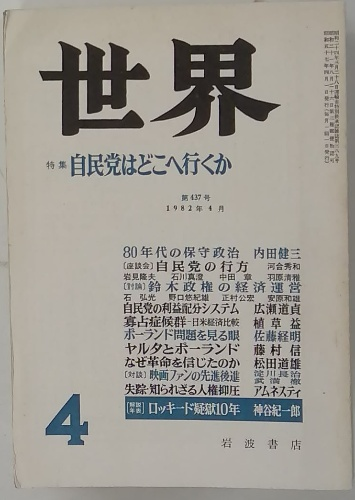 世界
特集 自民党はどこへ行くか
第437号
1982年4月
80年代の保守政治 内田健三
[座談会] 自民党の行方 河合秀和
岩見隆夫 石川真澄 中田章 羽原清雅
[討論] 鈴木政権の経済運営
石弘光 野口悠紀雄 正村公宏 安原和雄
自民党の利益配分システム 広瀬道貞
寡占症候群-日米経済比較 植草益
ポーランド問題を見る眼 佐藤経明
ヤルタとポーランド 藤村信
なぜ革命を信じたのか 松田道雄
[対談] 映画ファンの先進後進 淀川長治
武満徹
失踪・知られざる人権抑圧 アムネスティ
4
[解説年表] ロッキード疑獄10年 神谷紀一郎
岩波書店